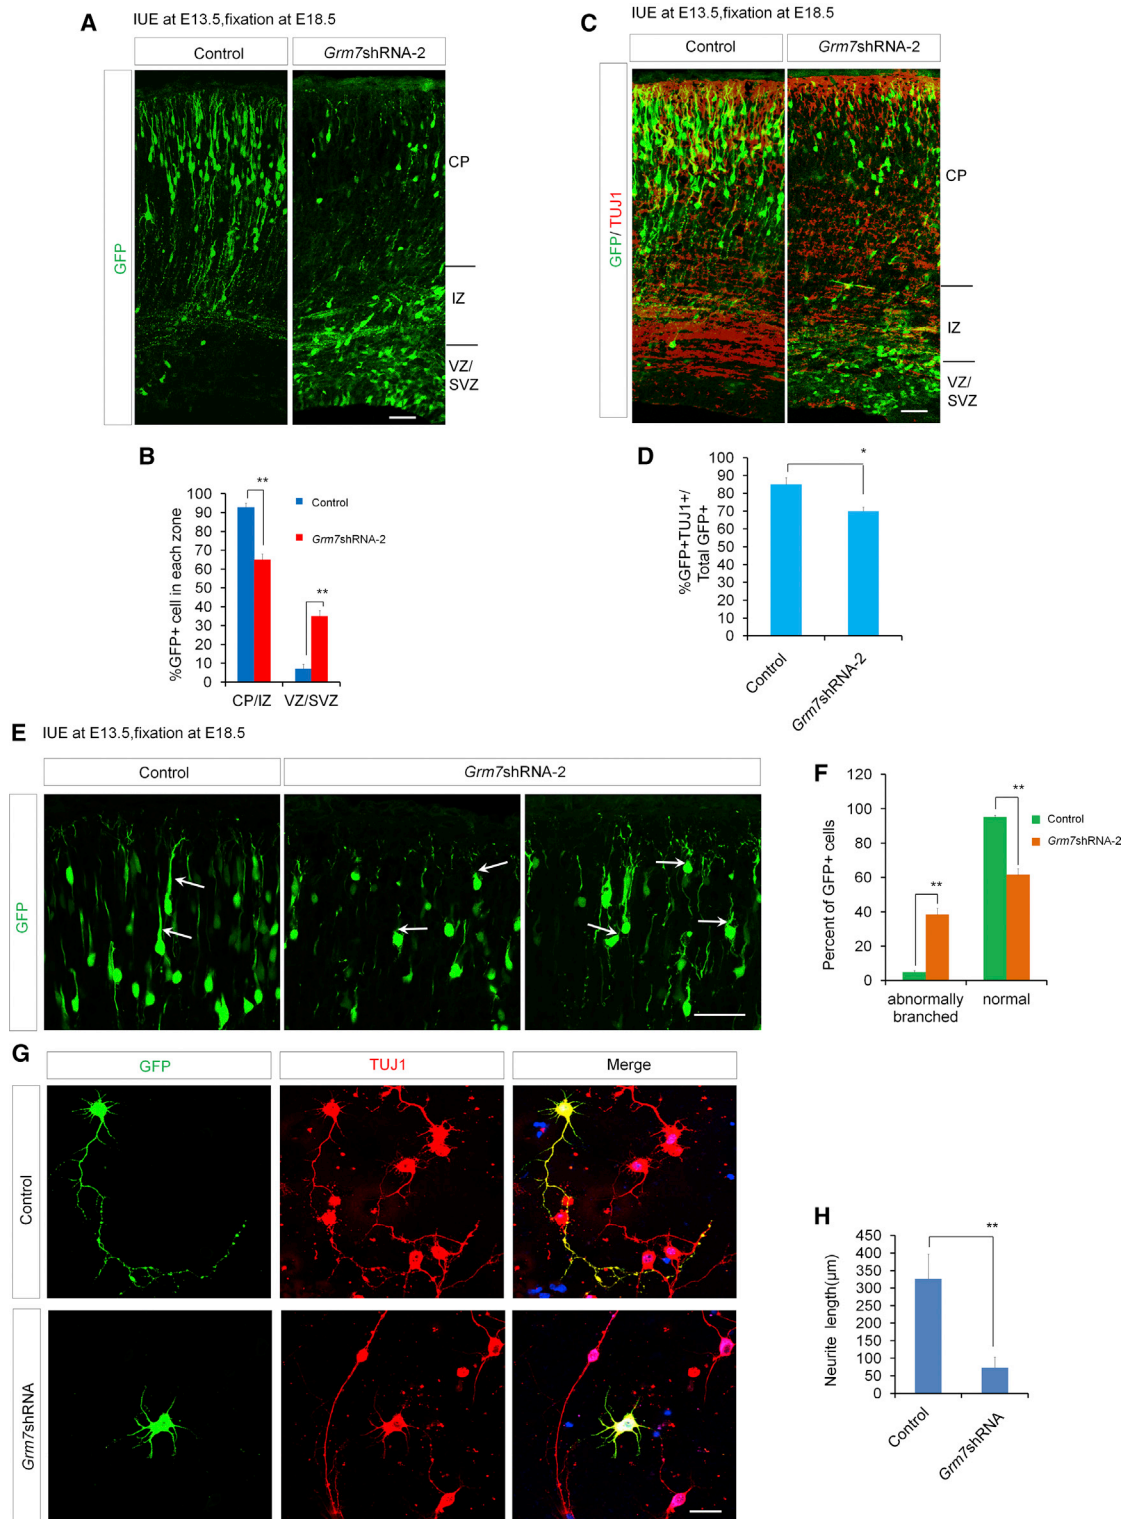 A
IUE at E13.5,fixation at E18.5
Control
Grm7shRNA-2
GFP
CP
IZ
VZ/
SVZ
C
IUE at E13.5,fixation at E18.5
Control
Grm7shRNA-2
GFP/ TUJ1
CP
IZ
VZ/
SVZ
B
%GFP+ cell in each zone
100
90
80
70
60
50
40
30
20
10
0
**
**
Control
Grm7shRNA-2
CP/IZ
VZ/SVZ
D
%GFP+TUJ1+/
Total GFP+
100
90
80
70
60
50
40
30
20
10
0
*
Control
Grm7shRNA-2
E
IUE at E13.5,fixation at E18.5
Control
Grm7shRNA-2
GFP
F
Percent of GFP+ cells
120
100
80
60
40
20
0
**
**
Control
Grm7shRNA-2
abnormally
branched
normal
G
GFP
TUJ1
Merge
Control
Grm7shRNA
H
Neurite length(µm)
450
400
350
300
250
200
150
100
50
0
**
Control
Grm7shRNA